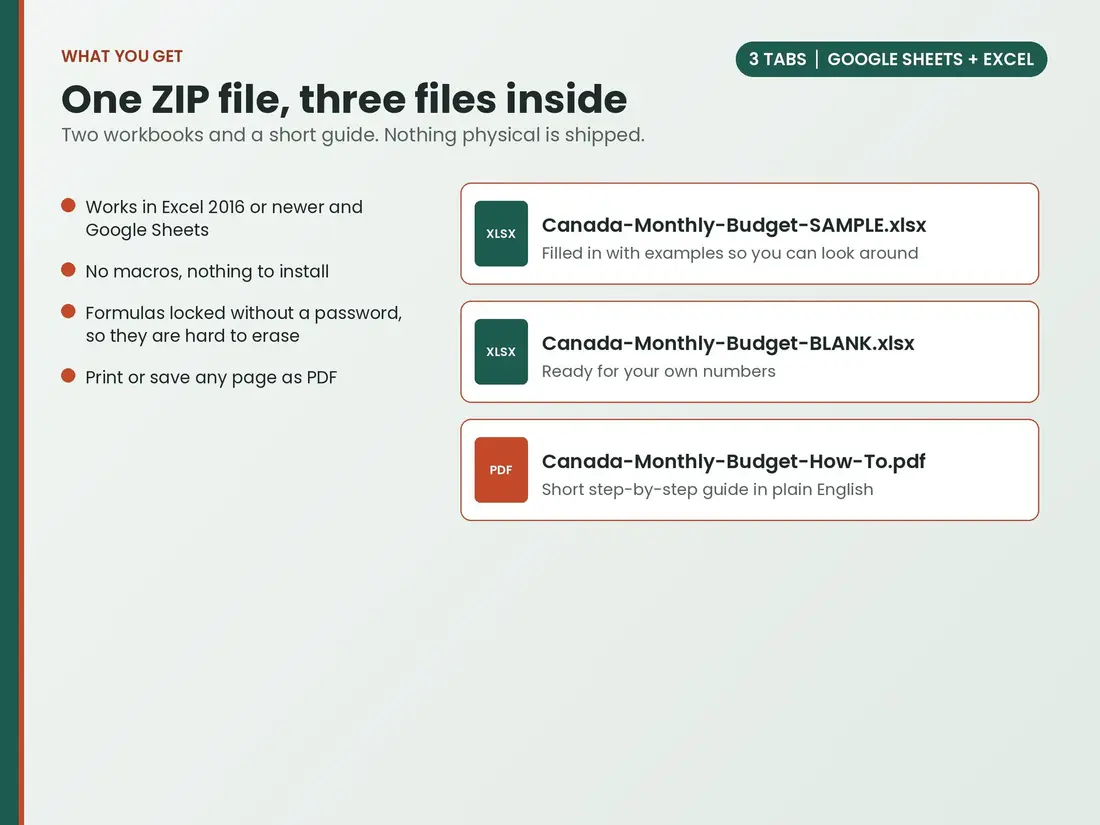 WHAT YOU GET
3 TABS | GOOGLE SHEETS + EXCEL
One ZIP file, three files inside
Two workbooks and a short guide. Nothing physical is shipped.
Works in Excel 2016 or newer and
Google Sheets
No macros, nothing to install
Formulas locked without a password,
so they are hard to erase
Print or save any page as PDF
XLSX
Canada-Monthly-Budget-SAMPLE.xlsx
Filled in with examples so you can look around
XLSX
Canada-Monthly-Budget-BLANK.xlsx
Ready for your own numbers
PDF
Canada-Monthly-Budget-How-To.pdf
Short step-by-step guide in plain English